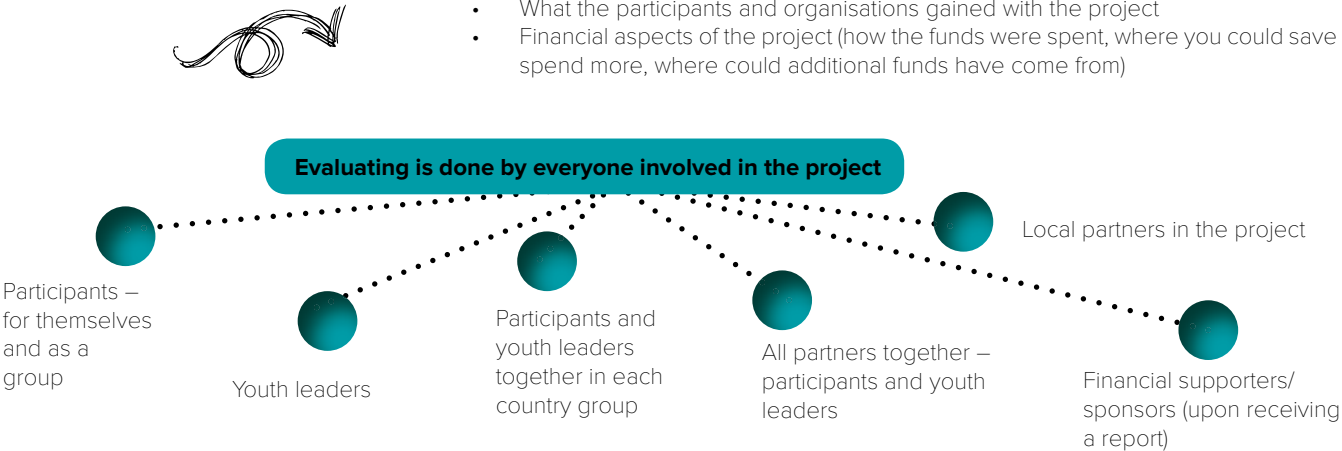 • What the participants and organisations gained with the project
• Financial aspects of the project (how the funds were spent, where you could save
spend more, where could additional funds have come from)
Evaluating is done by everyone involved in the project
Participants –
for themselves
and as a
group
Youth leaders
Participants and
youth leaders
together in each
country group
All partners together –
participants and youth
leaders
Local partners in the project
Financial supporters/
sponsors (upon receiving
a report)